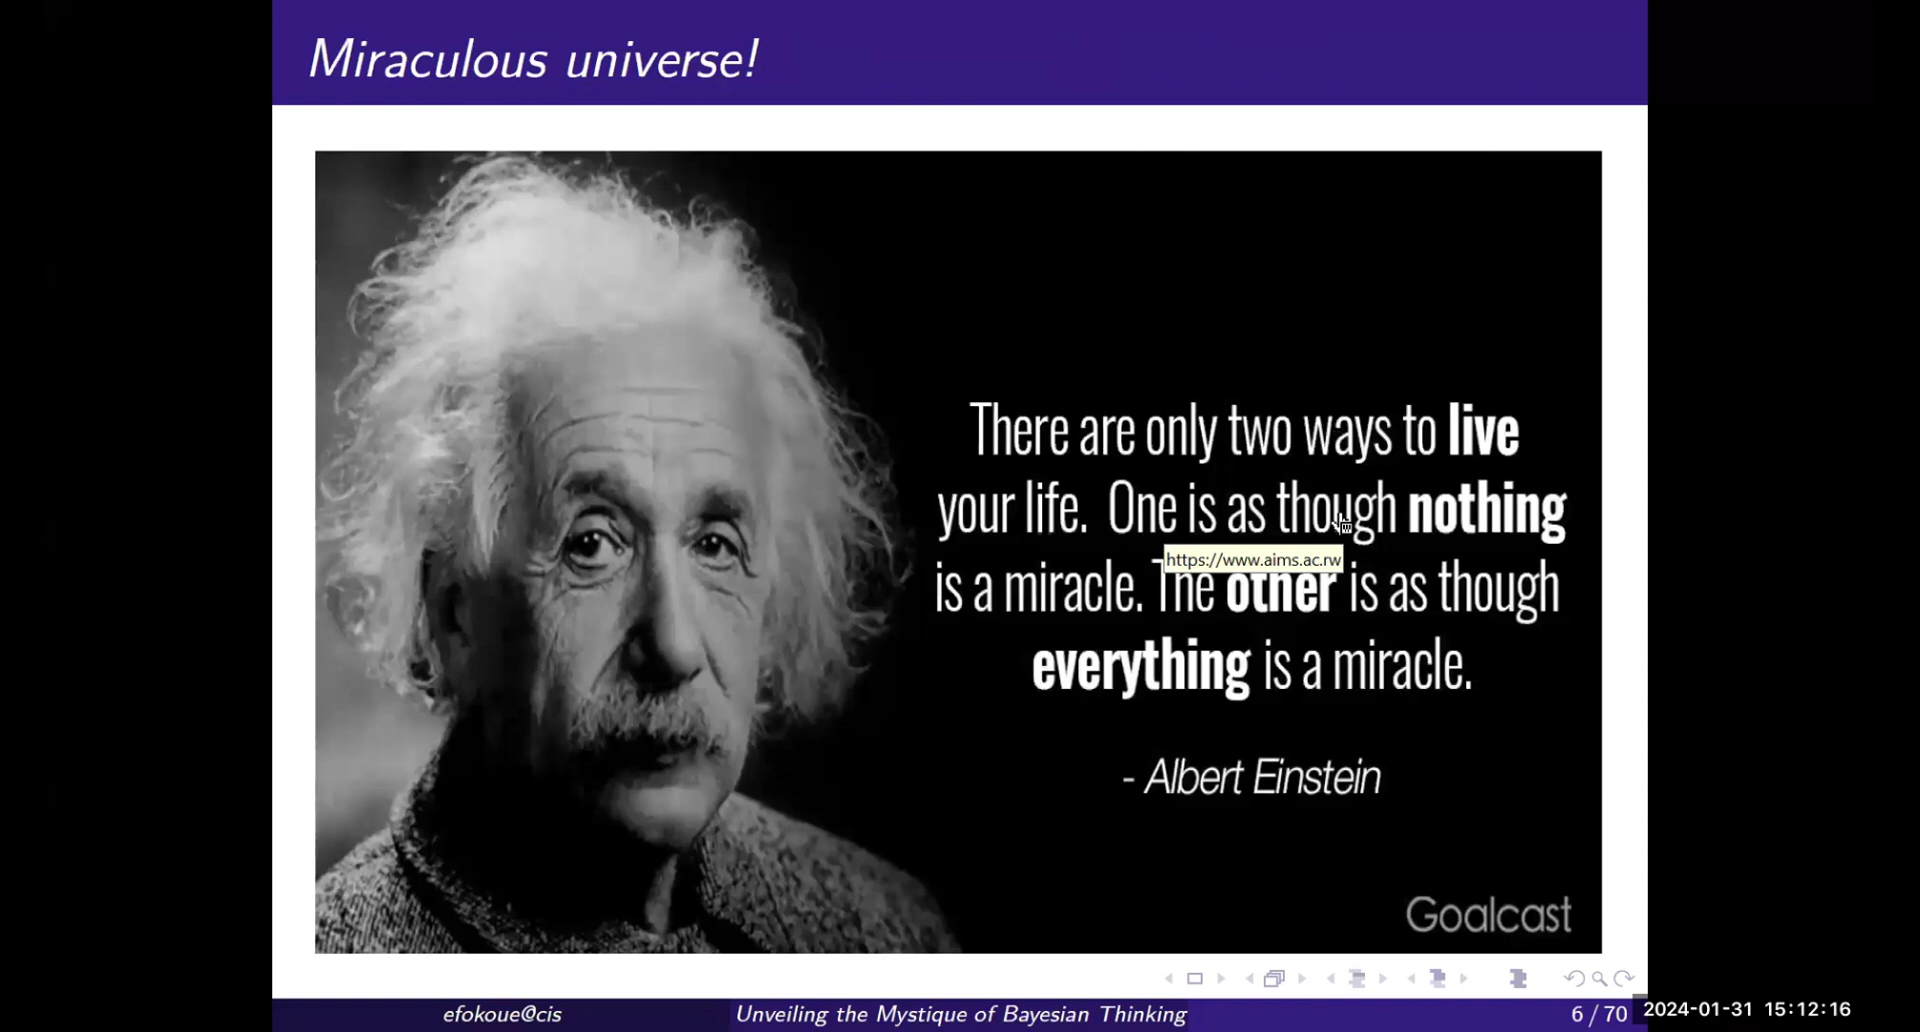 Miraculous universe!
There are only two ways to live
your life. One is as though nothing
https://www.aims.ac.rw
is a miracle. The other is as though
everything is a miracle.
- Albert Einstein
Goalcast
efokoue@cis
Unveiling the Mystique of Bayesian Thinking
6 / 70
2024-01-31 15:12:16